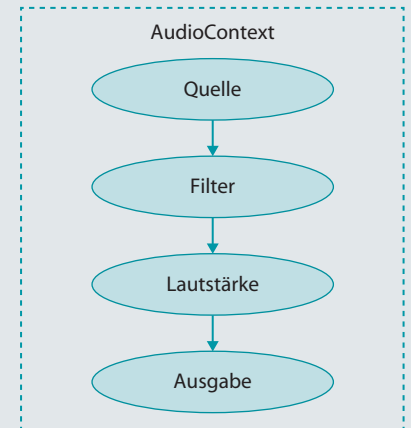 AudioContext
Quelle
Filter
Lautstärke
Ausgabe